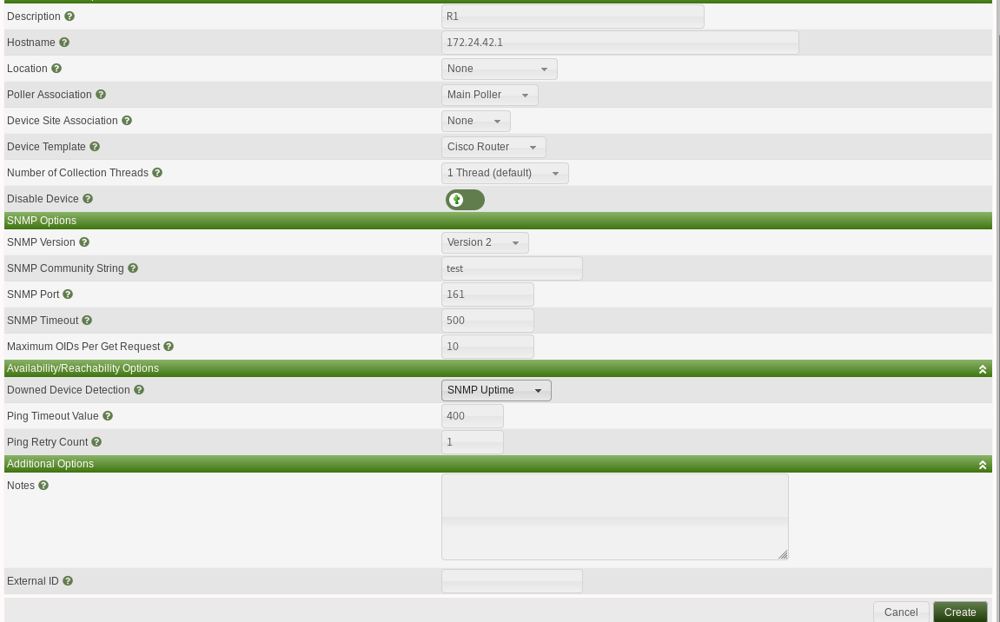 Description
R1
Hostname
172.24.42.1
Location
None
Poller Association
Main Poller
Device Site Association
None
Device Template
Cisco Router
Number of Collection Threads
1 Thread (default)
Disable Device
SNMP Options
SNMP Version
Version 2
SNMP Community String
test
SNMP Port
161
SNMP Timeout
500
Maximum OIDs Per Get Request
10
Availability/Reachability Options
Downed Device Detection
SNMP Uptime
Ping Timeout Value
400
Ping Retry Count
1
Additional Options
Notes
External ID
Cancel
Create